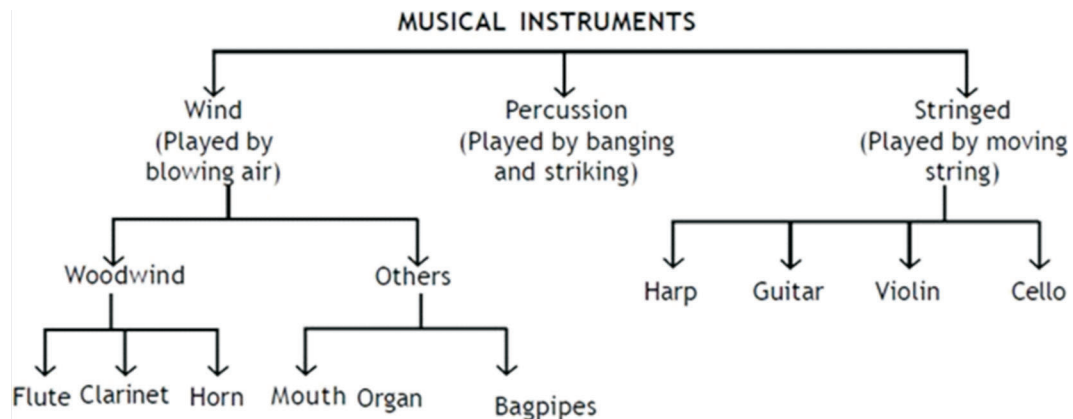 MUSICAL INSTRUMENTS
Wind
(Played by
blowing air)
Percussion
(Played by banging
and striking)
Stringed
(Played by moving
string)
Woodwind
Others
Harp
Guitar
Violin
Cello
Flute
Clarinet
Horn
Mouth Organ
Bagpipes